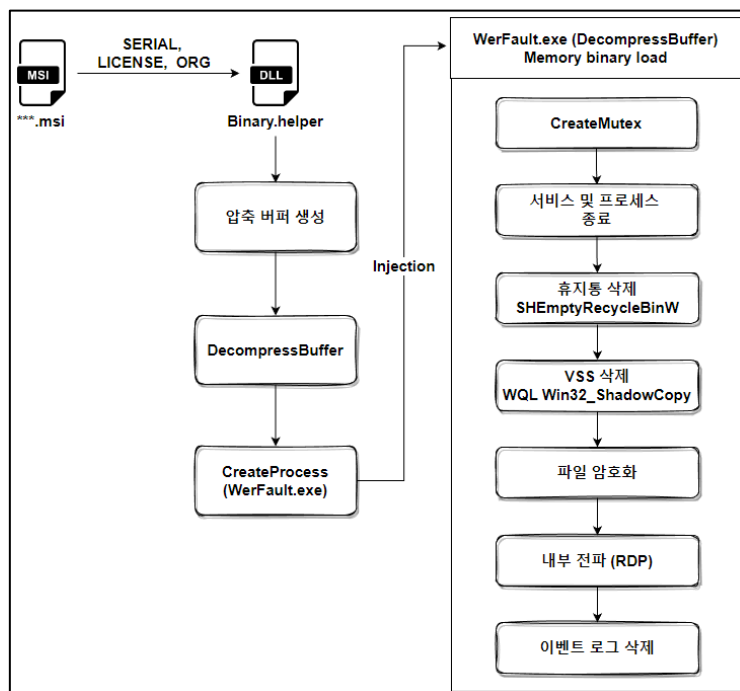 SERIAL,
LICENSE, ORG
MSI
DLL
***.msi
Binary.helper
압축 버퍼 생성
DecompressBuffer
CreateProcess
(WerFault.exe)
Injection
WerFault.exe (DecompressBuffer)
Memory binary load
CreateMutex
서비스 및 프로세스
종료
휴지통 삭제
SHEmptyRecycleBinW
VSS 삭제
WQL Win32_ShadowCopy
파일 암호화
내부 전파 (RDP)
이벤트 로그 삭제